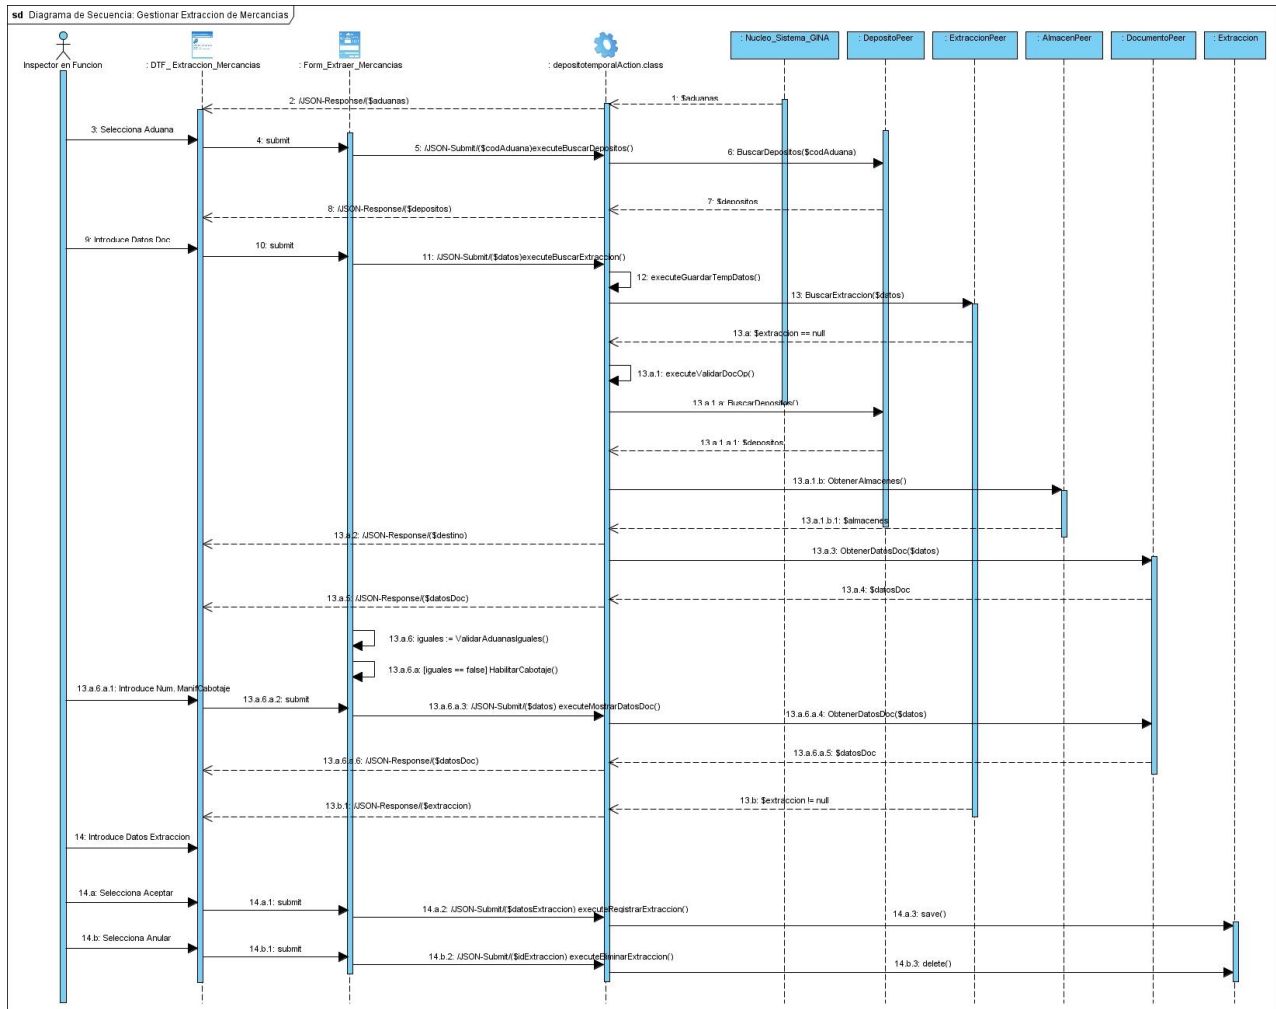 sd Diagrama de Secuencia: Gestionar Extraccion de Mercancias
Inspector en Funcion
: DTF_ Extraccion_Mercancias
: Form_Extraer_Mercancias
: depositotemporalAction.class
: Nucleo_Sistema_GINA
: DepositoPeer
: ExtraccionPeer
: AlmacenPeer
: DocumentoPeer
: Extraccion
1: $aduanas
2: /JSON-Response/($aduanas)
3: Selecciona Aduana
4: submit
5: /JSON-Submit/($codAduana)executeBuscarDepositos()
6: BuscarDepositos($codAduana)
7: $depositos
8: /JSON-Response/($depositos)
9: Introduce Datos Doc
10: submit
11: /JSON-Submit/($datos)executeBuscarExtraccion()
12: executeGuardarTempDatos()
13: BuscarExtraccion($datos)
13.a: $extraccion == null
13.a.1: executeValidarDocOp()
13.a.1.a: BuscarDepositos()
13.a.1.a.1: $depositos
13.a.1.b: ObtenerAlmacenes()
13.a.1.b.1: $almacenes
13.a.2: /JSON-Response/($destino)
13.a.3: ObtenerDatosDoc($datos)
13.a.4: $datosDoc
13.a.5: /JSON-Response/($datosDoc)
13.a.6: iguales := ValidarAduanasIguales()
13.a.6.a: [iguales == false] HabilitarCabotaje()
13.a.6.a.1: Introduce Num. ManifCabotaje
13.a.6.a.2: submit
13.a.6.a.3: /JSON-Submit/($datos) executeMostrarDatosDoc()
13.a.6.a.4: ObtenerDatosDoc($datos)
13.a.6.a.5: $datosDoc
13.a.6.a.6: /JSON-Response/($datosDoc)
13.b: $extraccion != null
13.b.1: /JSON-Response/($extraccion)
14: Introduce Datos Extraccion
14.a: Selecciona Aceptar
14.a.1: submit
14.a.2: /JSON-Submit/($datosExtraccion) executeRegistrarExtraccion()
14.a.3: save()
14.b: Selecciona Anular
14.b.1: submit
14.b.2: /JSON-Submit/($idExtraccion) executeEliminarExtraccion()
14.b.3: delete()